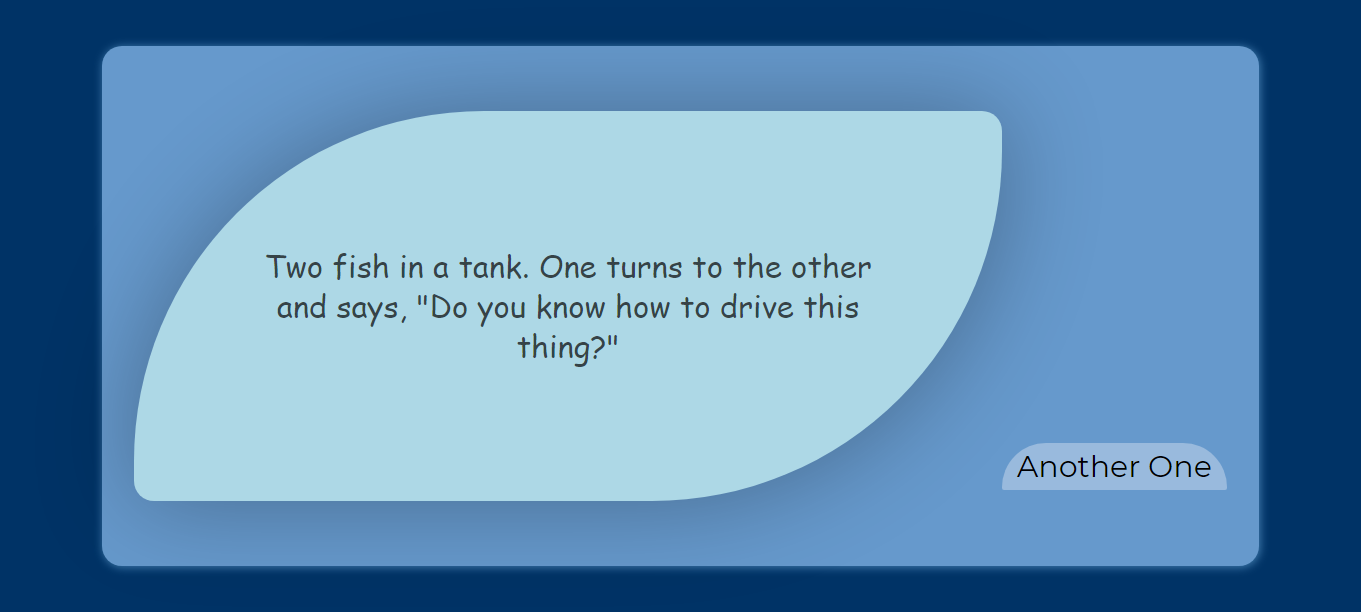 Two fish in a tank. One turns to the other
and says, "Do you know how to drive this
thing?"
Another One